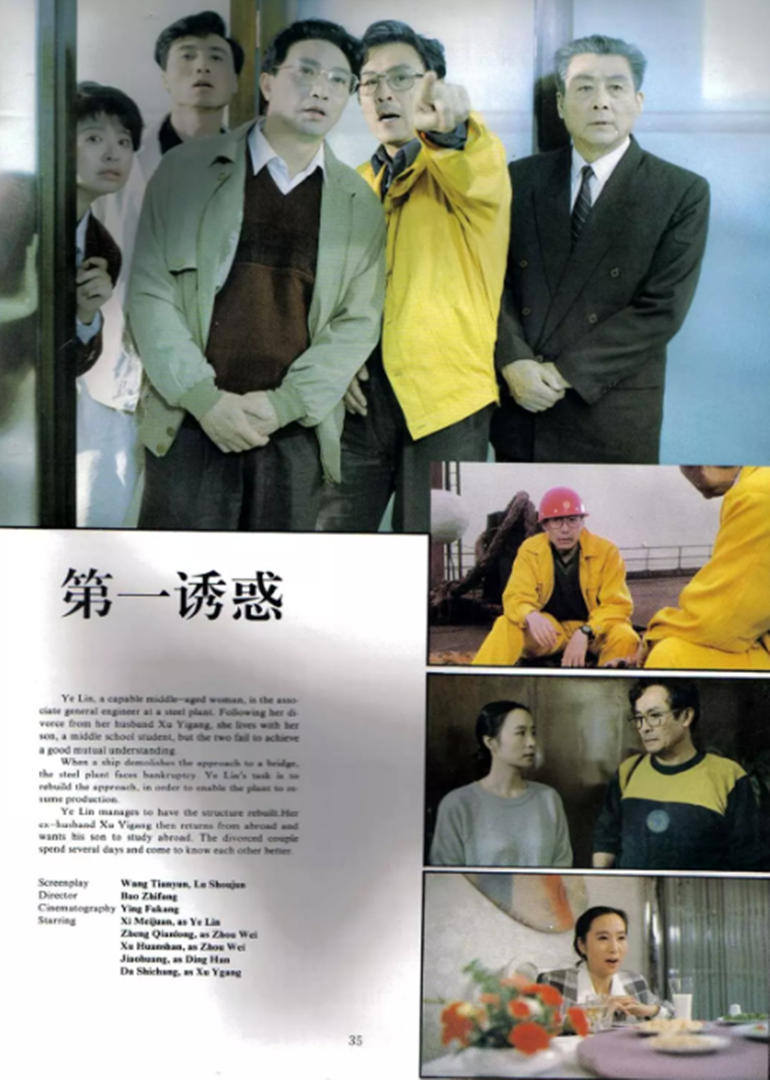 第一诱惑
Ye Lin, a capable middle-aged woman, is the asso-
ciate general engineer at a steel plant. Following her di-
vorce from her husband Xu Yigang, she lives with her
son, a middle school student, but the two fail to achieve
a good mutual understanding.
When a ship demolishes the approach to a bridge,
the steel plant faces bankruptcy. Ye Lin's task is to
rebuild the approach, in order to enable the plant to re-
sume production.
Ye Lin manages to have the structure rebuilt.Her
ex-husband Xu Yigang then returns from abroad and
wants his son to study abroad. The divorced couple
spend several days and come to know each other better.
Screenplay Wang Tianyun, Lu Shoujun
Director Bao Zhifang
Cinematography Ying Fukang
Starring Xi Meijuan, as Ye Lin
Zheng Qianlong, as Zhou Wei
Xu Huanshan, as Zhou Wei
Jiaohuang, as Ding Han
Da Shichang, as Xu Ygang
35